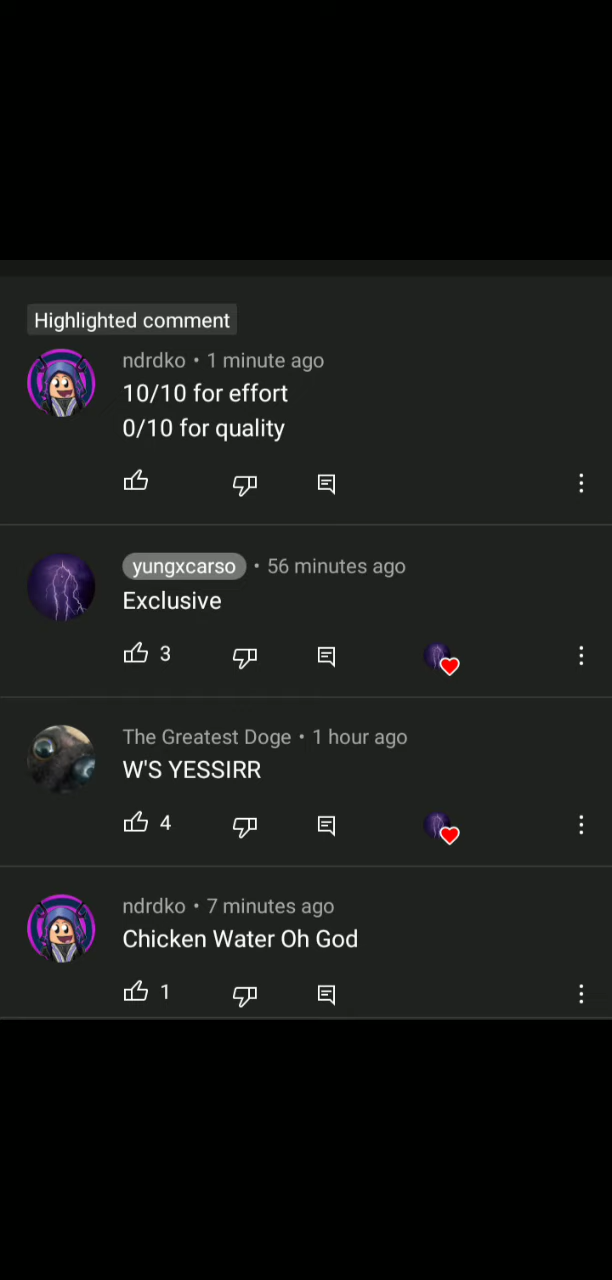 Highlighted comment
ndrdko • 1 minute ago
10/10 for effort
0/10 for quality
yungxcarso • 56 minutes ago
Exclusive
3
The Greatest Doge • 1 hour ago
W'S YESSIRR
4
ndrdko • 7 minutes ago
Chicken Water Oh God
1